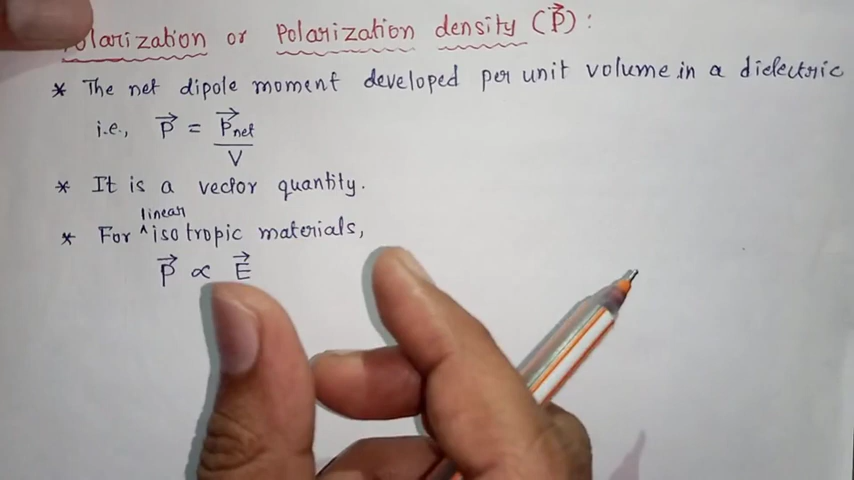 Polarization or Polarization density (P⃗) :
* The net dipole moment developed per unit volume in a dielectric
i.e., P⃗ = P⃗net / V
* It is a vector quantity.
* For ^linear isotropic materials,
P⃗ ∝ E⃗